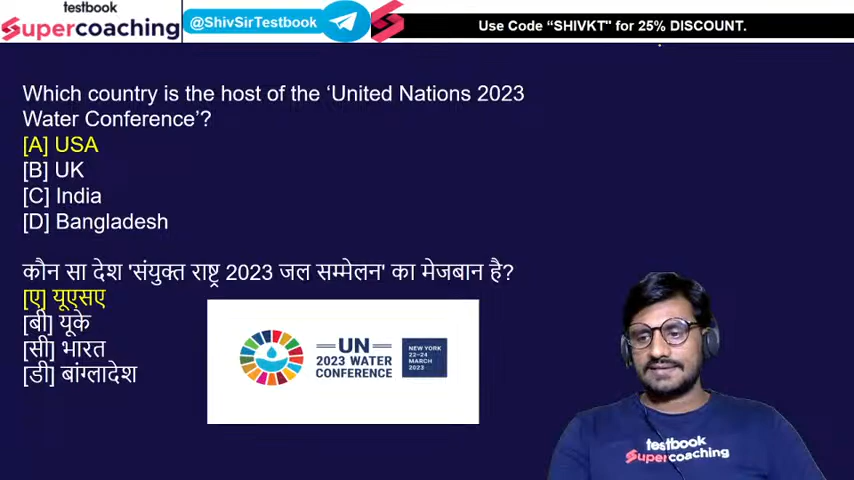 testbook
Supercoaching
@ShivSirTestbook
Use Code “SHIVKT" for 25% DISCOUNT.
Which country is the host of the ‘United Nations 2023
Water Conference’?
[A] USA
[B] UK
[C] India
[D] Bangladesh
कौन सा देश 'संयुक्त राष्ट्र 2023 जल सम्मेलन' का मेजबान है?
[ए] यूएसए
[बी] यूके
[सी] भारत
[डी] बांग्लादेश
UN
2023 WATER
CONFERENCE
NEW YORK
22–24
MARCH
2023
testbook
Supercoaching